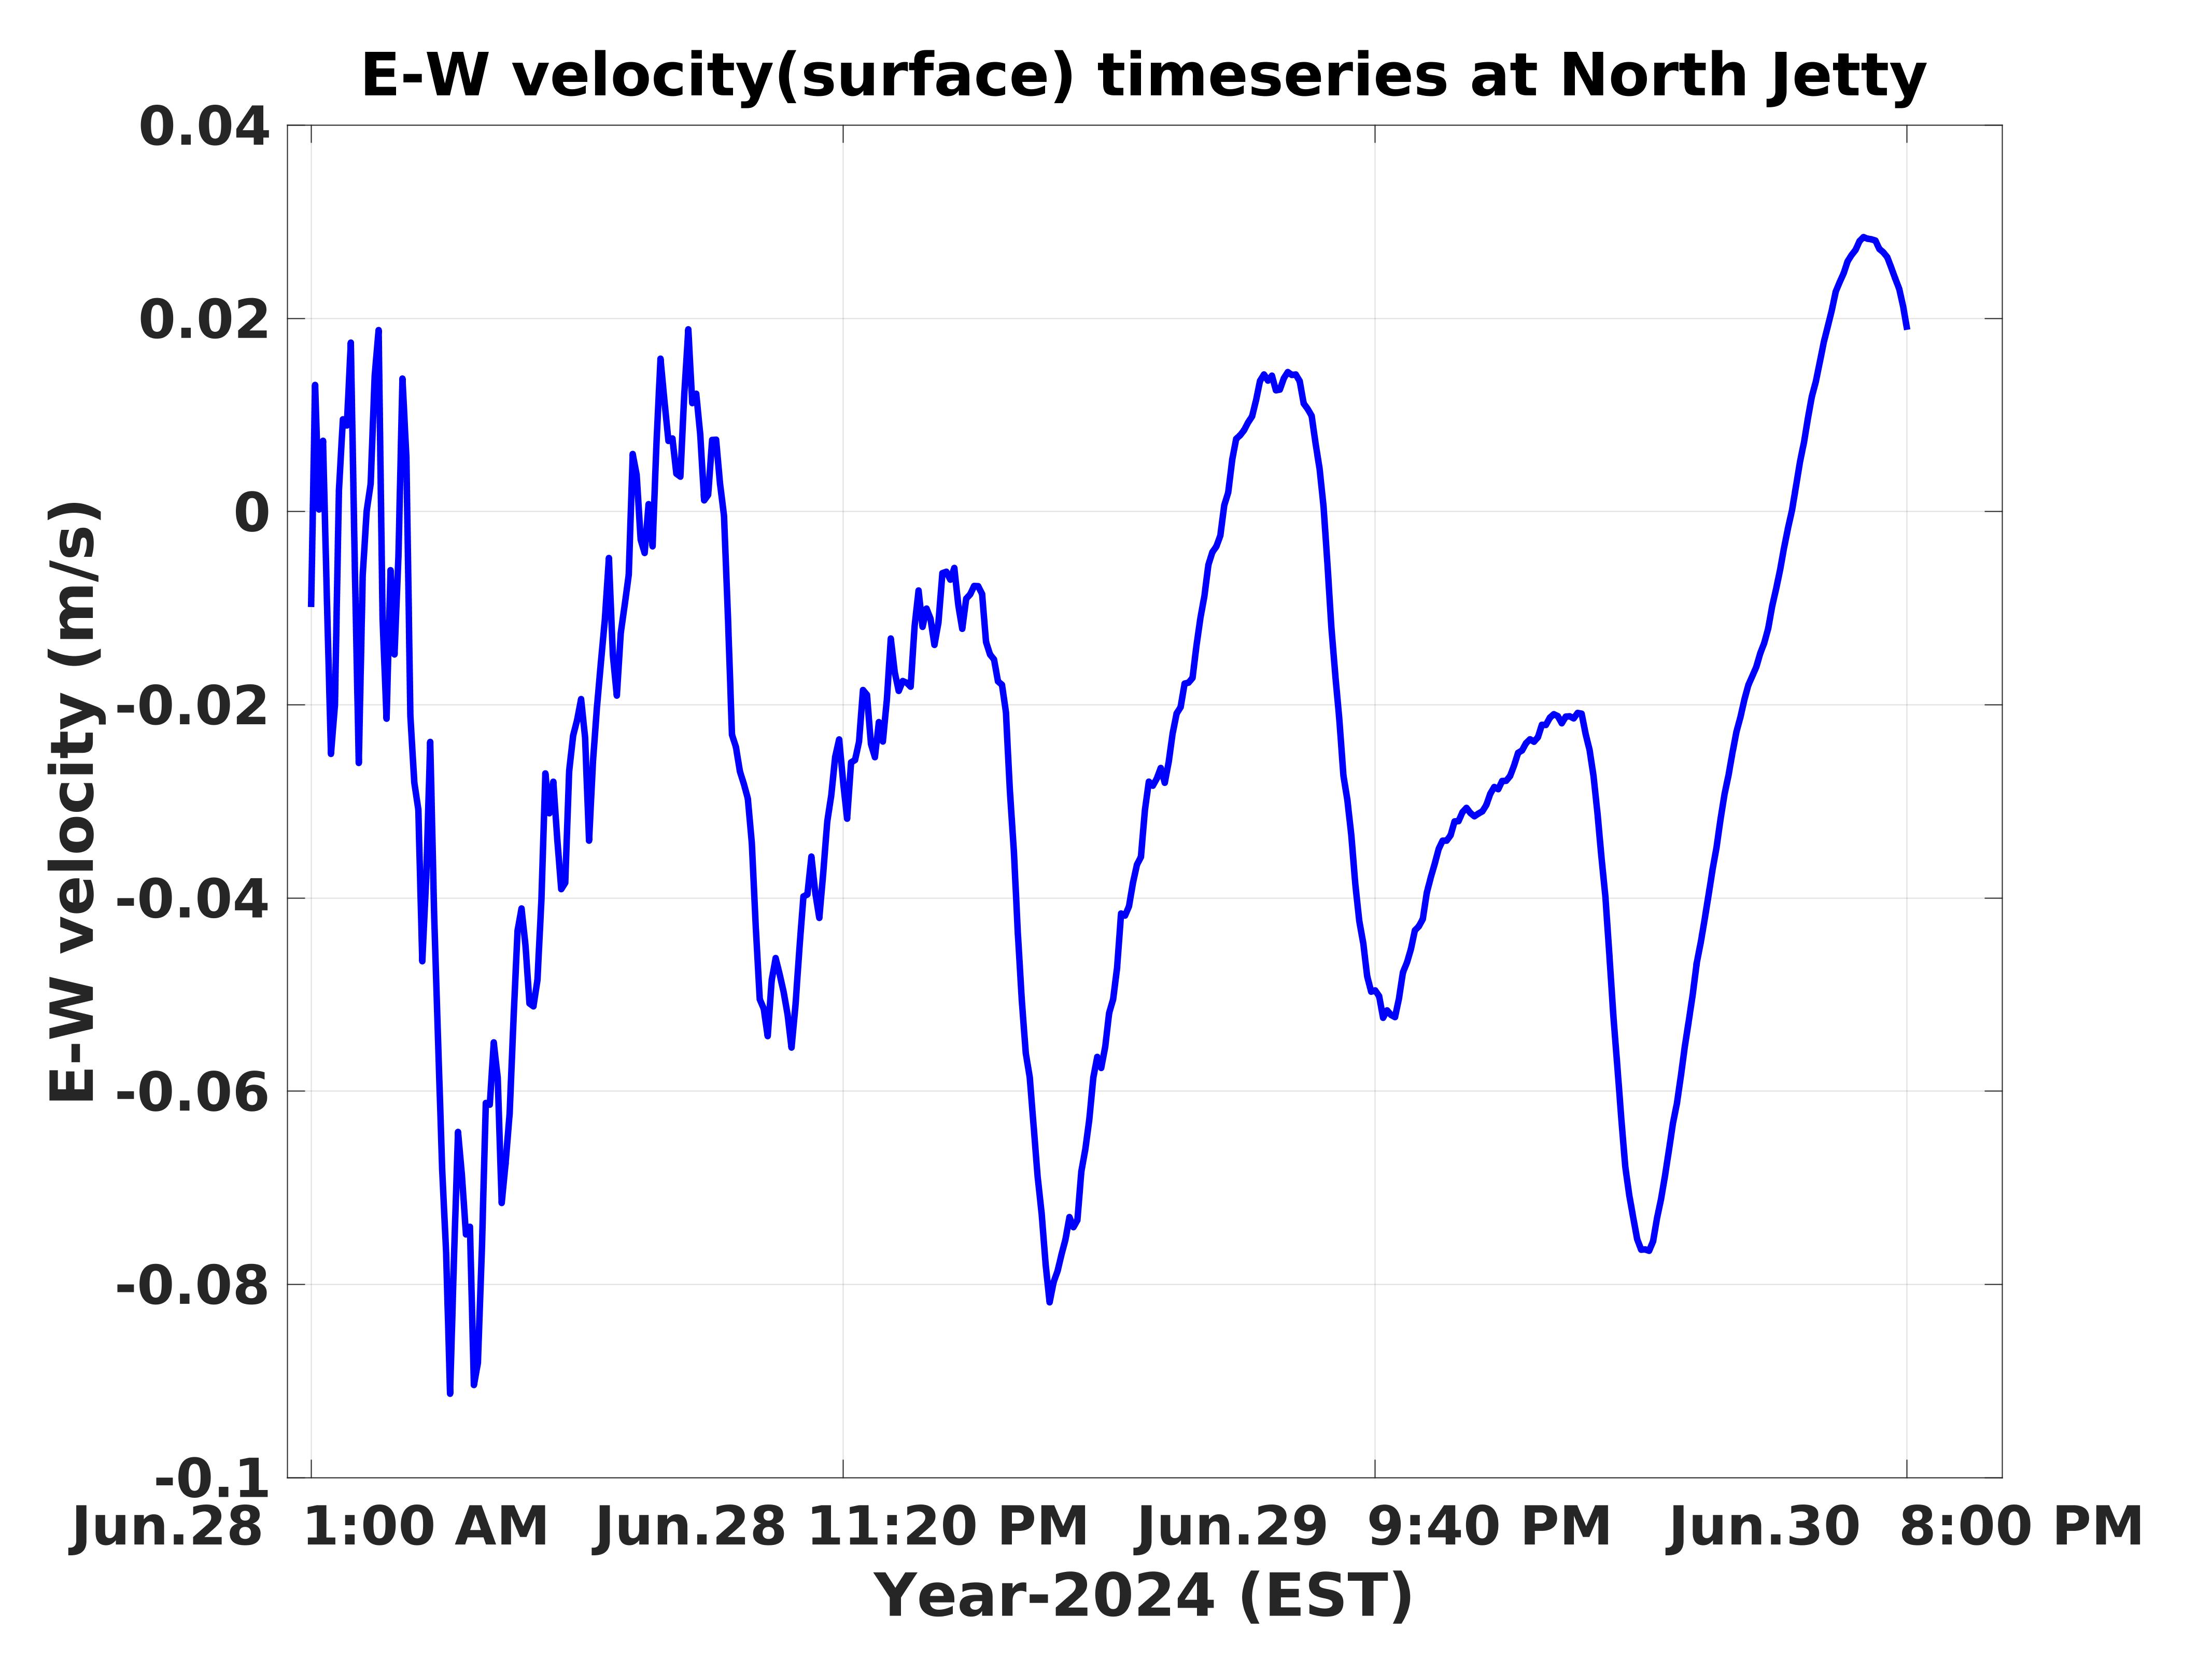 E-W velocity(surface) timeseries at North Jetty
0.04
0.02
0
-0.02
-0.04
-0.06
-0.08
-0.1
E-W velocity (m/s)
Jun.28 1:00 AM Jun.28 11:20 PM Jun.29 9:40 PM Jun.30 8:00 PM
Year-2024 (EST)